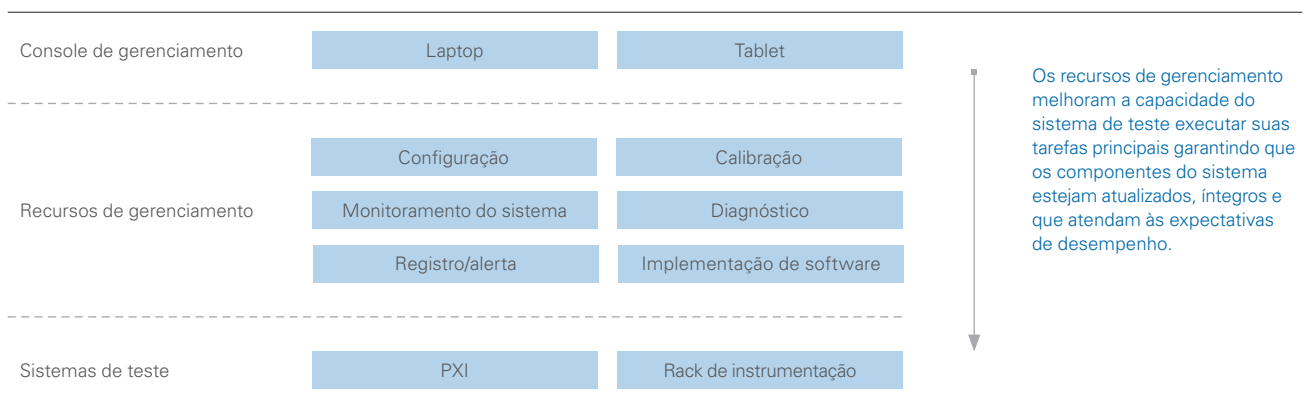 Console de gerenciamento
Laptop
Tablet
Recursos de gerenciamento
Configuração
Calibração
Monitoramento do sistema
Diagnóstico
Registro/alerta
Implementação de software
Sistemas de teste
PXI
Rack de instrumentação
Os recursos de gerenciamento
melhoram a capacidade do
sistema de teste executar suas
tarefas principais garantindo que
os componentes do sistema
estejam atualizados, íntegros e
que atendam às expectativas
de desempenho.